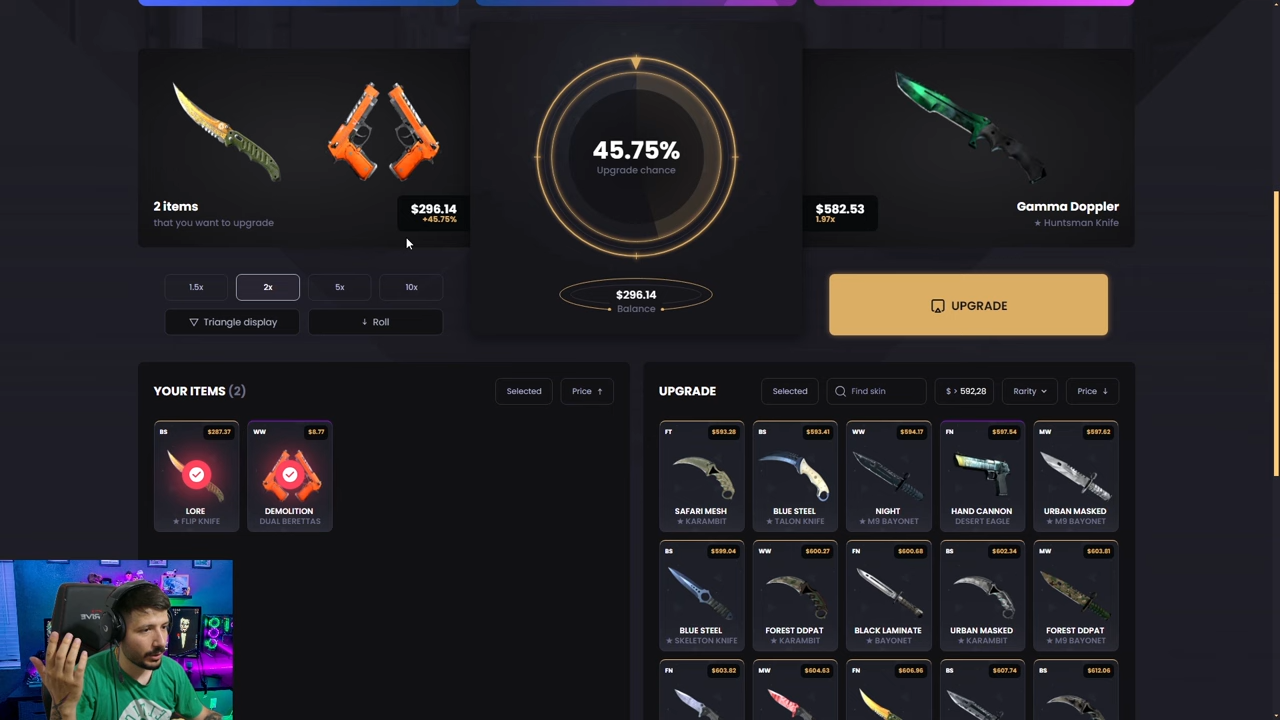 45.75%
Upgrade chance
2 items
that you want to upgrade
$296.14
+45.75%
$582.53
1.97x
Gamma Doppler
★ Huntsman Knife
1.5x
2x
5x
10x
Triangle display
Roll
$296.14
Balance
UPGRADE
YOUR ITEMS (2)
Selected
Price
BS
$287.37
LORE
★ FLIP KNIFE
WW
$8.77
DEMOLITION
DUAL BERETTAS
UPGRADE
Selected
Find skin
$ > 592,28
Rarity
Price
FT
$593.28
SAFARI MESH
★ KARAMBIT
BS
$593.41
BLUE STEEL
★ TALON KNIFE
WW
$594.17
NIGHT
★ M9 BAYONET
FN
$597.54
HAND CANNON
DESERT EAGLE
MW
$597.62
URBAN MASKED
★ M9 BAYONET
BS
$599.04
BLUE STEEL
★ SKELETON KNIFE
WW
$600.27
FOREST DDPAT
★ KARAMBIT
FN
$600.68
BLACK LAMINATE
★ BAYONET
BS
$602.34
URBAN MASKED
★ KARAMBIT
MW
$603.81
FOREST DDPAT
★ M9 BAYONET
FN
$603.82
MW
$604.63
FN
$606.96
BS
$607.74
BS
$612.06